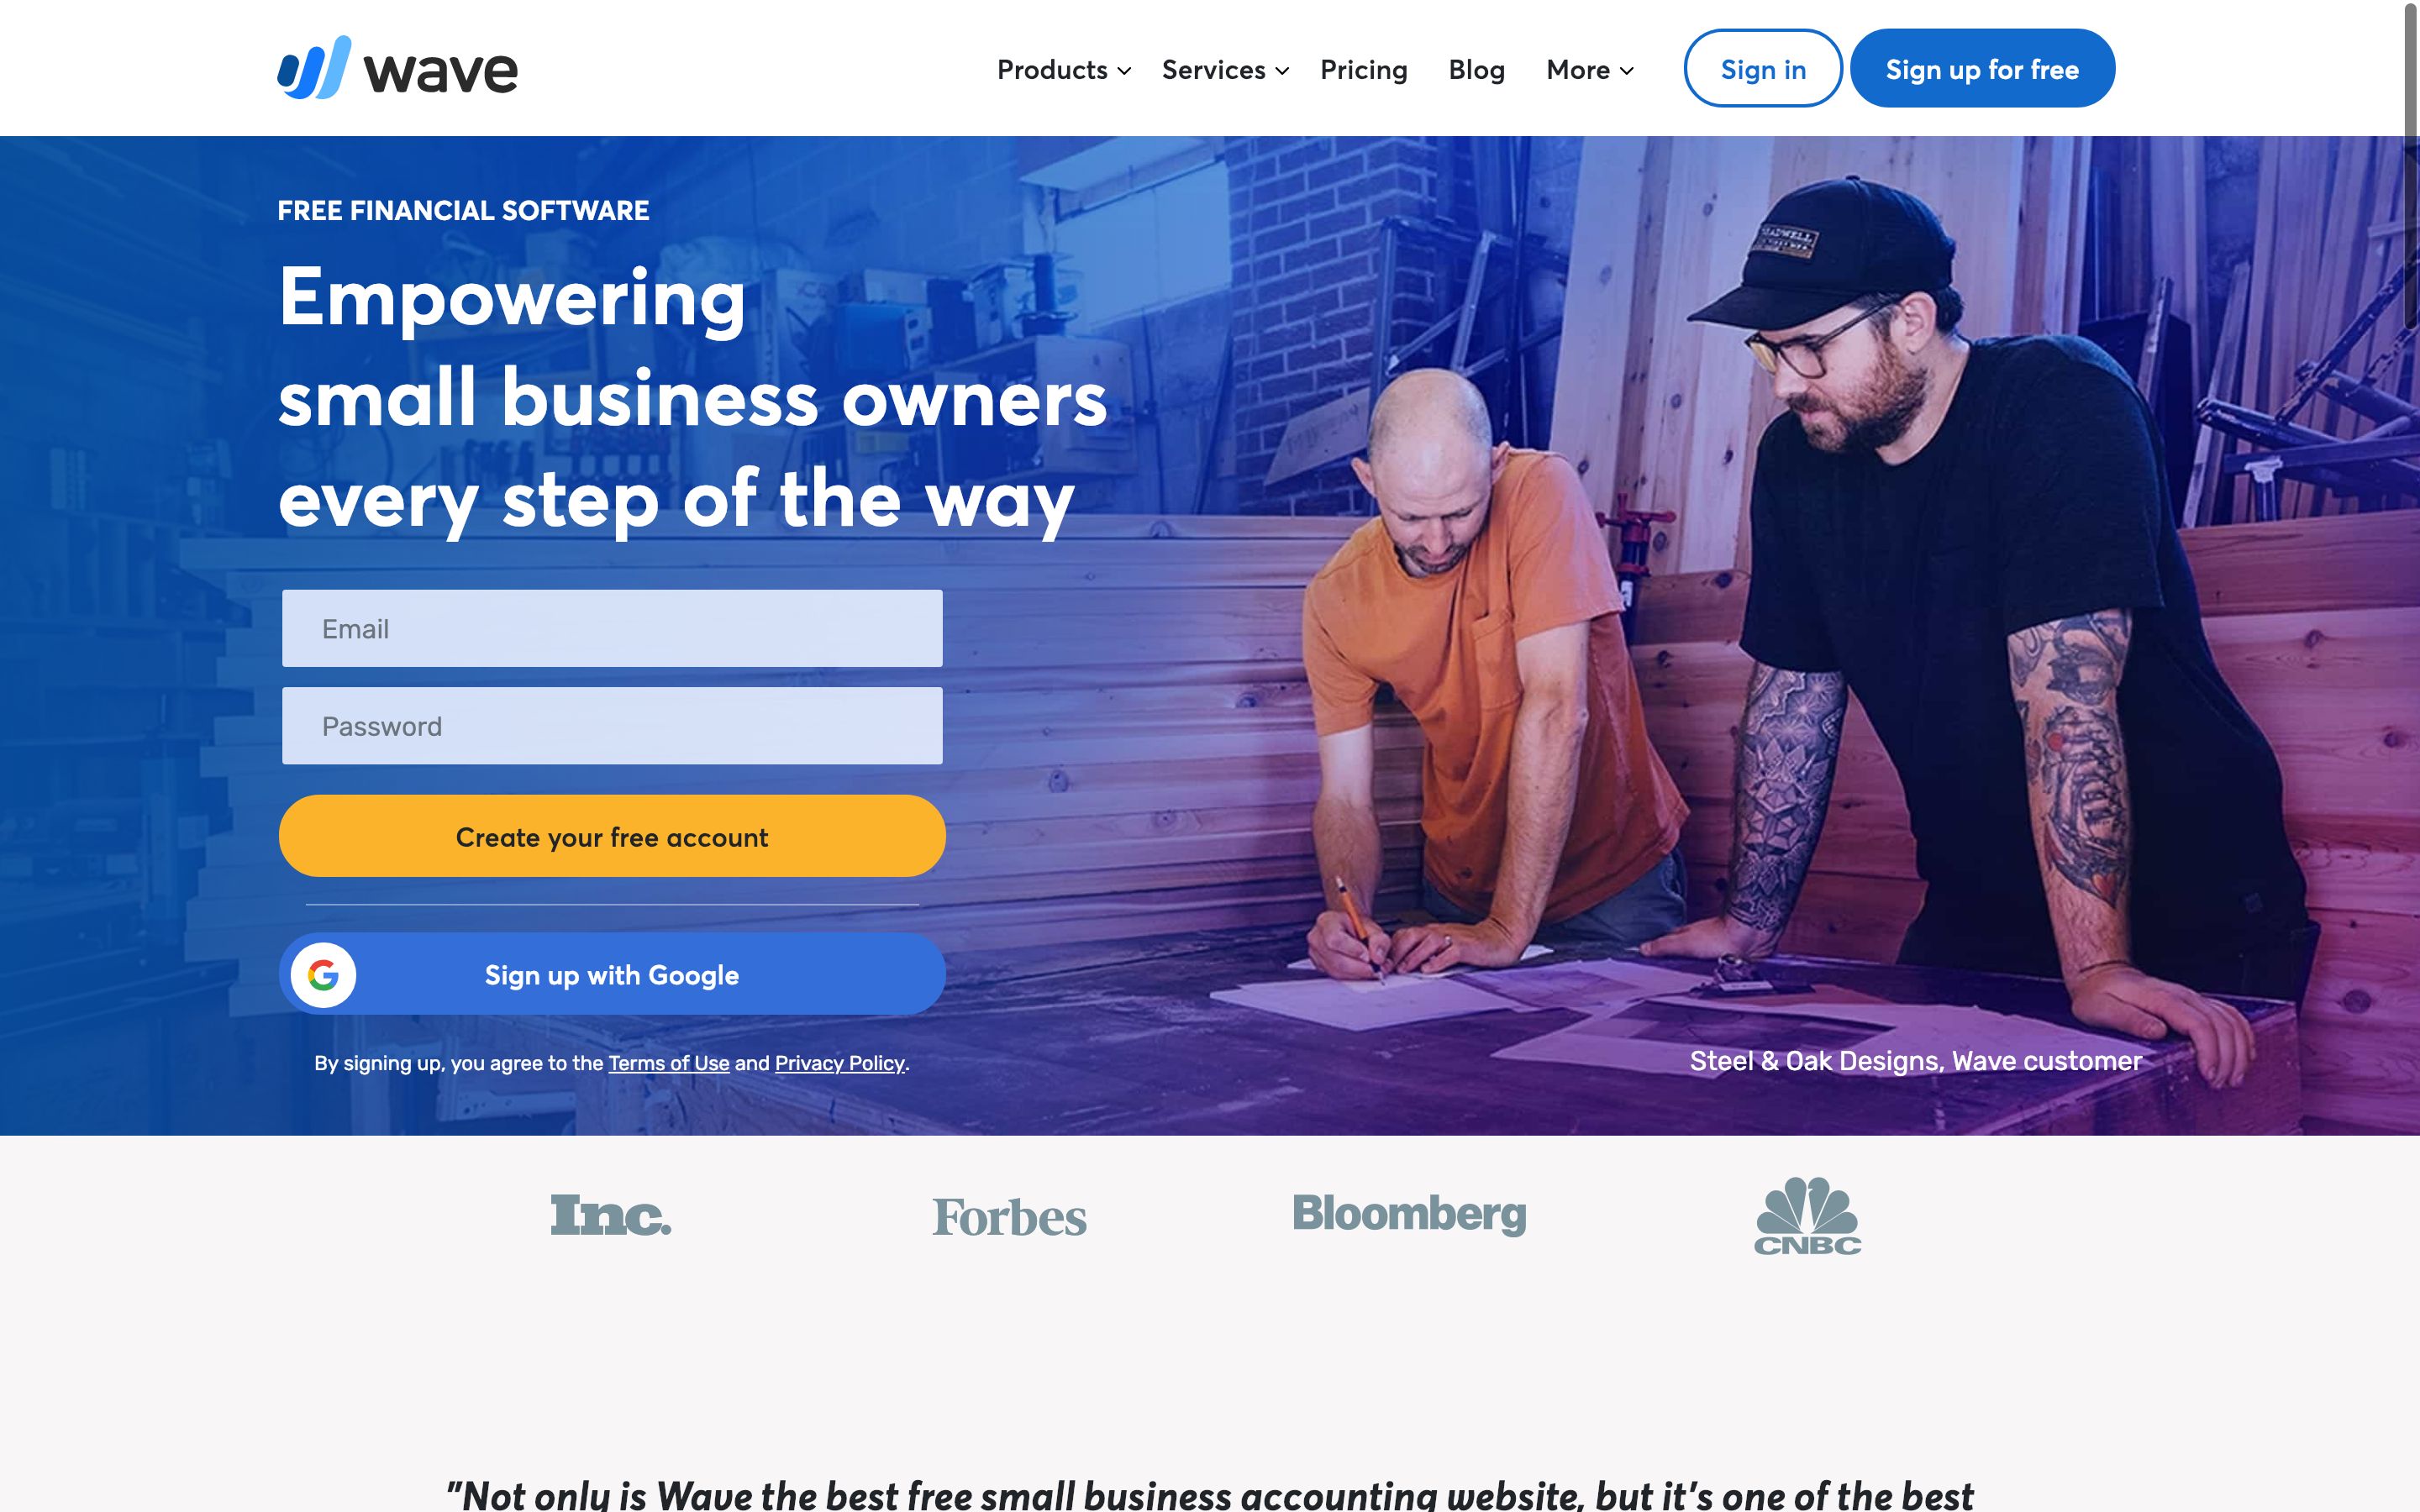 wave
Products
Services
Pricing
Blog
More
Sign in
Sign up for free
FREE FINANCIAL SOFTWARE
Empowering
small business owners
every step of the way
Email
Password
Create your free account
Sign up with Google
By signing up, you agree to the Terms of Use and Privacy Policy.
Steel & Oak Designs, Wave customer
Inc.
Forbes
Bloomberg
CNBC
"Not only is Wave the best free small business accounting website, but it's one of the best